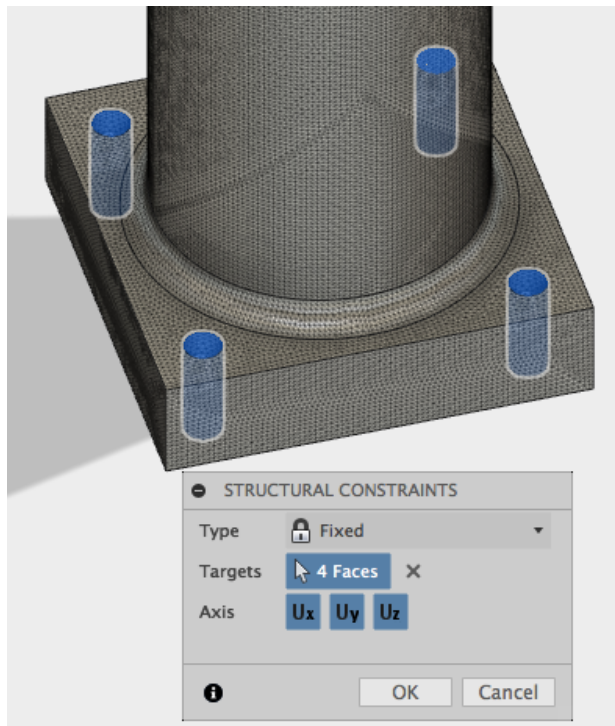 STRUCTURAL CONSTRAINTS
Type Fixed
Targets 4 Faces
Axis Ux Uy Uz
OK Cancel